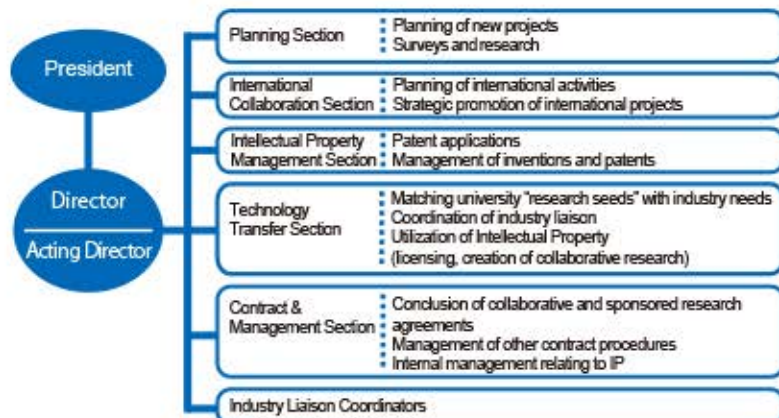 President
Director
Acting Director
Planning Section
Planning of new projects
Surveys and research
International
Collaboration Section
Planning of international activities
Strategic promotion of international projects
Intellectual Property
Management Section
Patent applications
Management of inventions and patents
Technology
Transfer Section
Matching university "research seeds" with industry needs
Coordination of industry liaison
Utilization of Intellectual Property
(licensing, creation of collaborative research)
Contract &
Management Section
Conclusion of collaborative and sponsored research
agreements
Management of other contract procedures
Internal management relating to IP
Industry Liaison Coordinators